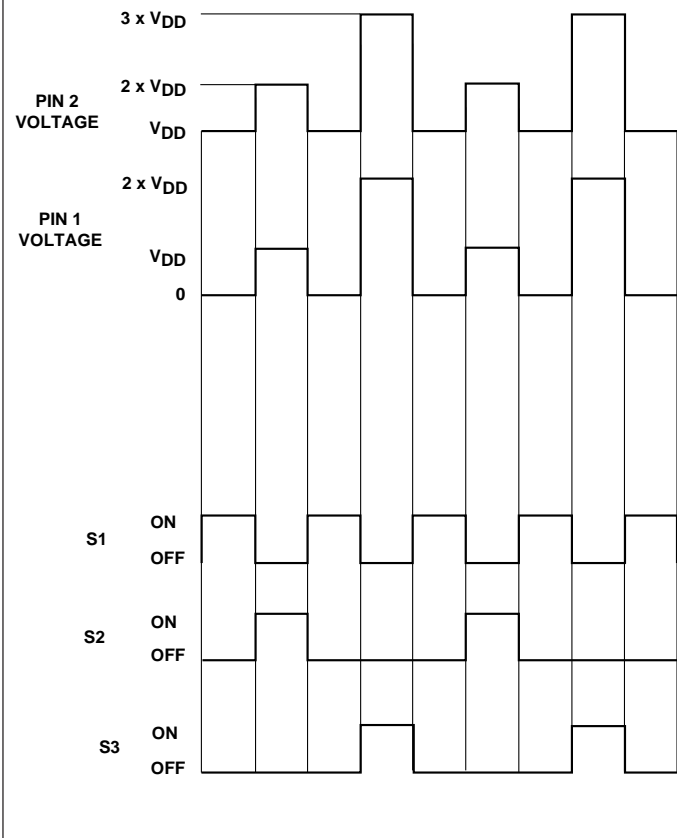 3 x VDD
2 x VDD
PIN 2
VOLTAGE
VDD
2 x VDD
PIN 1
VOLTAGE
VDD
0
ON
S1
OFF
ON
S2
OFF
ON
S3
OFF